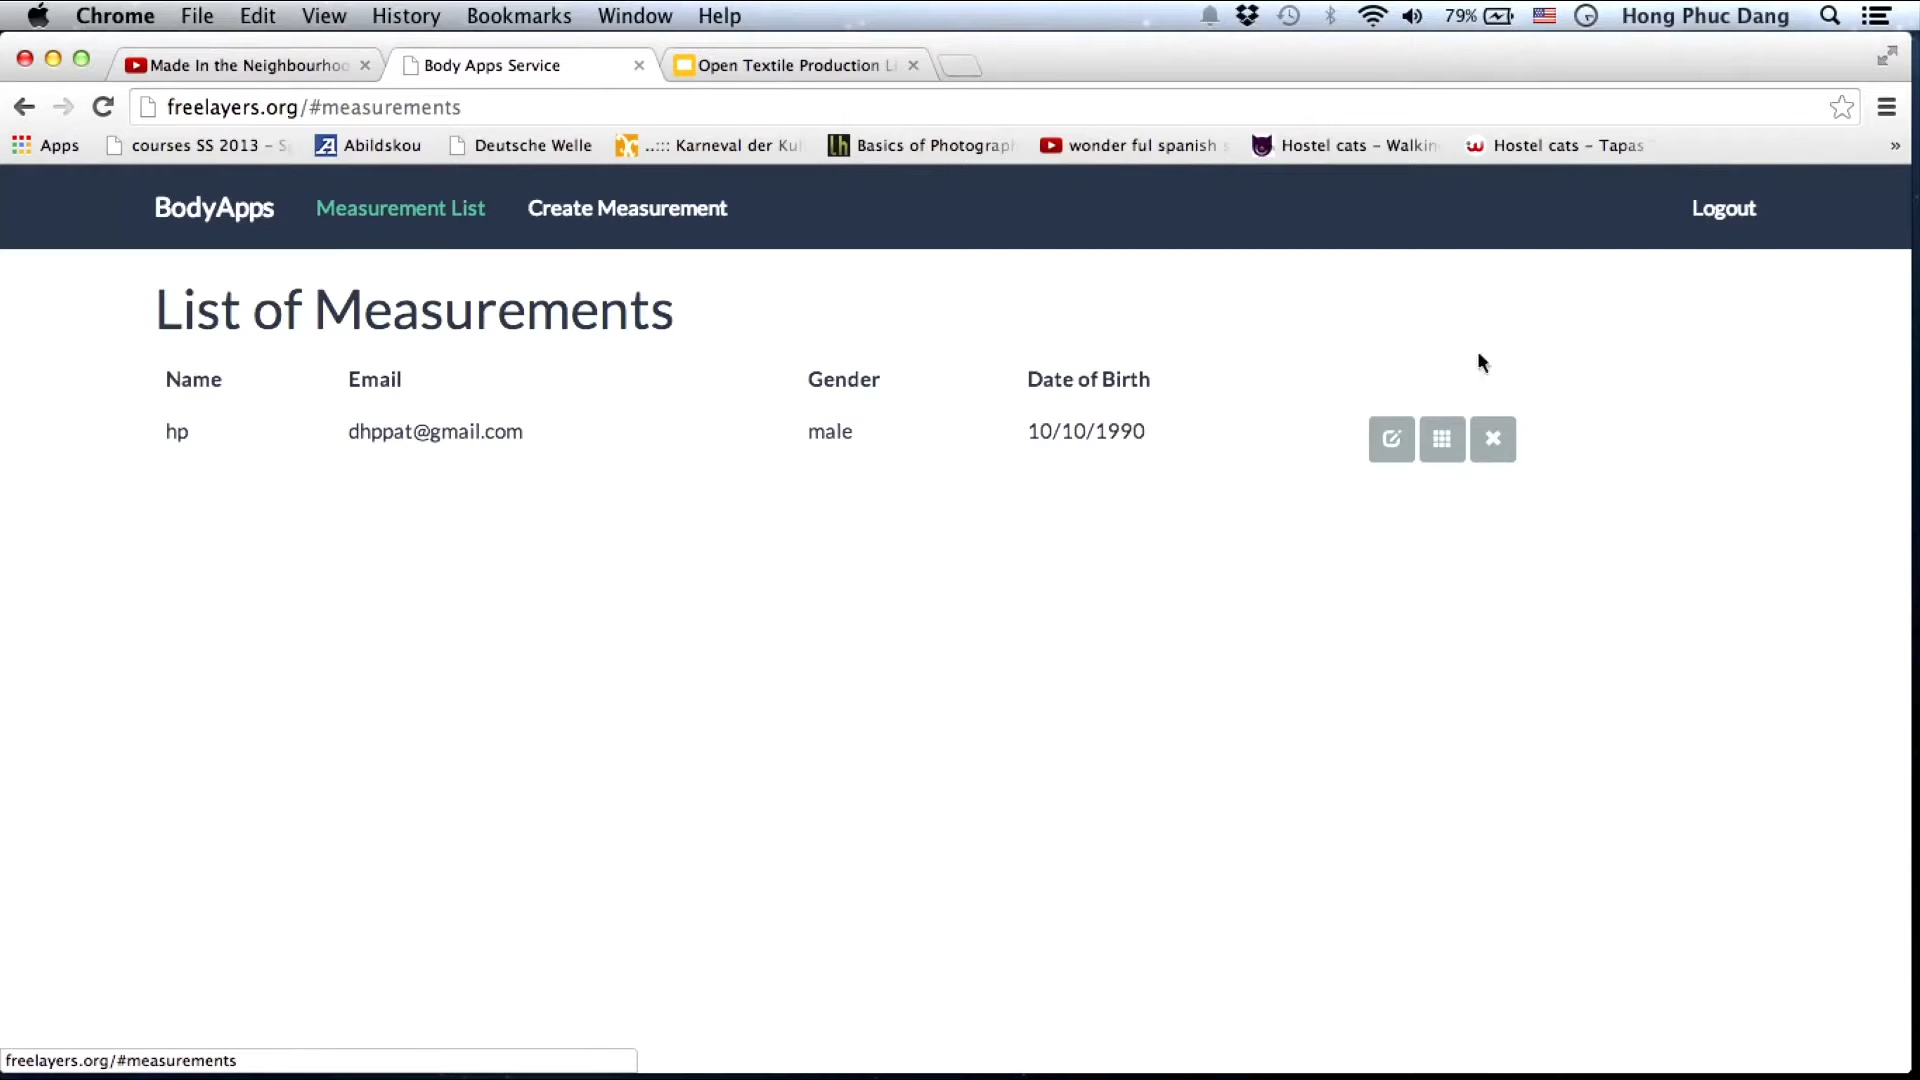 Chrome File Edit View History Bookmarks Window Help 79% Hong Phuc Dang
Made In the Neighbourhoo Body Apps Service Open Textile Production Li
freelayers.org/#measurements
Apps courses SS 2013 – S Abildskou Deutsche Welle ..::: Karneval der Kul Basics of Photograph wonder ful spanish s Hostel cats – Walkin Hostel cats – Tapas »
BodyApps Measurement List Create Measurement Logout
List of Measurements
Name Email Gender Date of Birth
hp dhppat@gmail.com male 10/10/1990
freelayers.org/#measurements